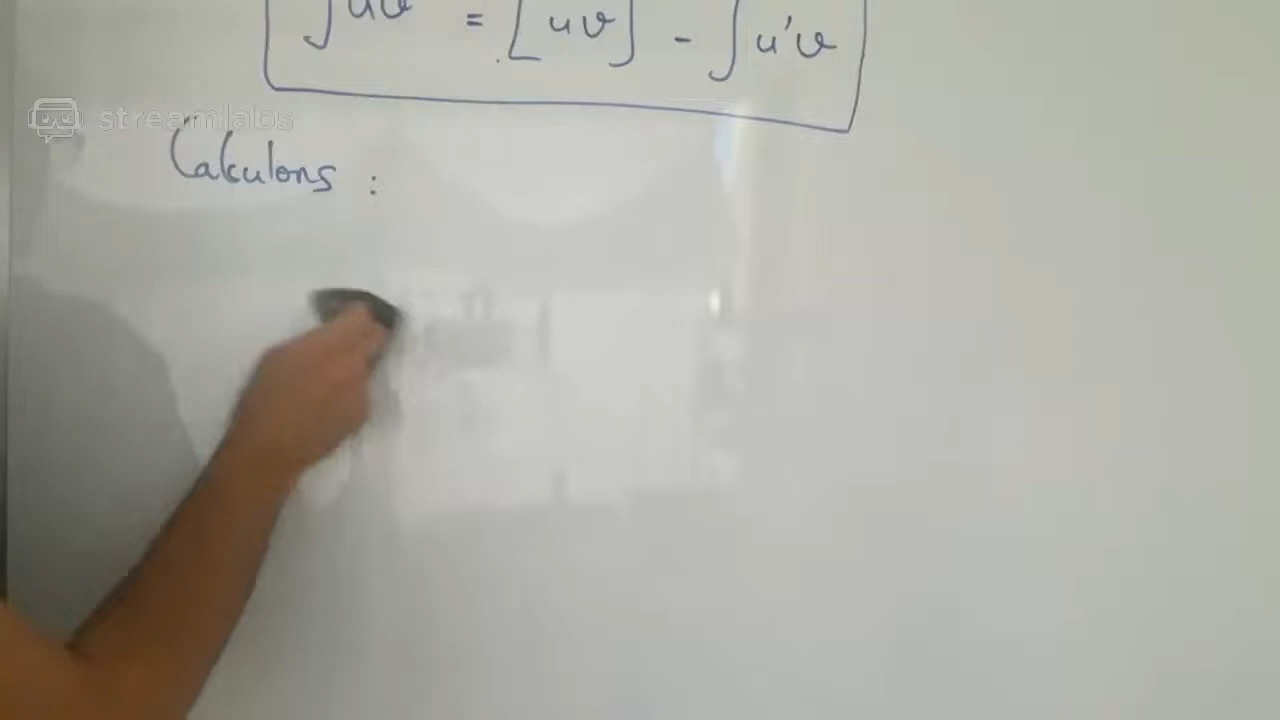 ∫ uv = [uv] - ∫ u'v
streamlabs
Calculons :